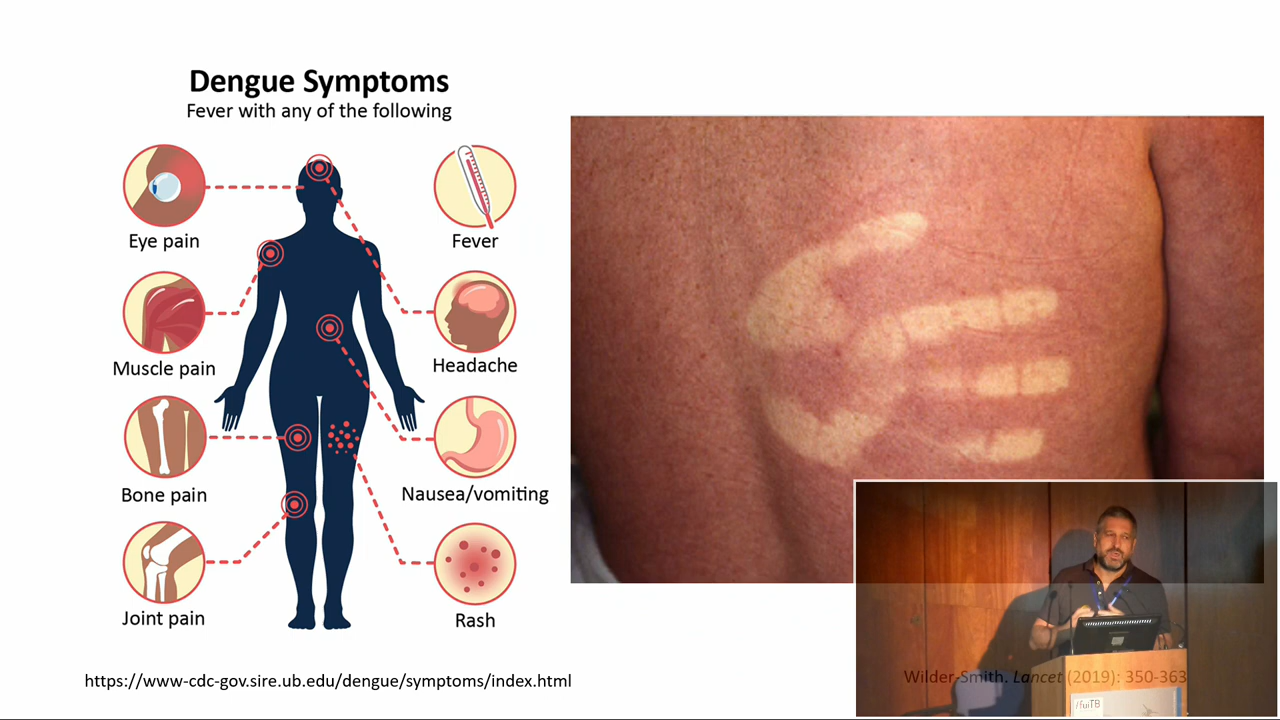 Dengue Symptoms
Fever with any of the following
Eye pain
Fever
Muscle pain
Headache
Bone pain
Nausea/vomiting
Joint pain
Rash
https://www-cdc-gov.sire.ub.edu/dengue/symptoms/index.html
Wilder-Smith. Lancet (2019): 350-363
/fuiTB